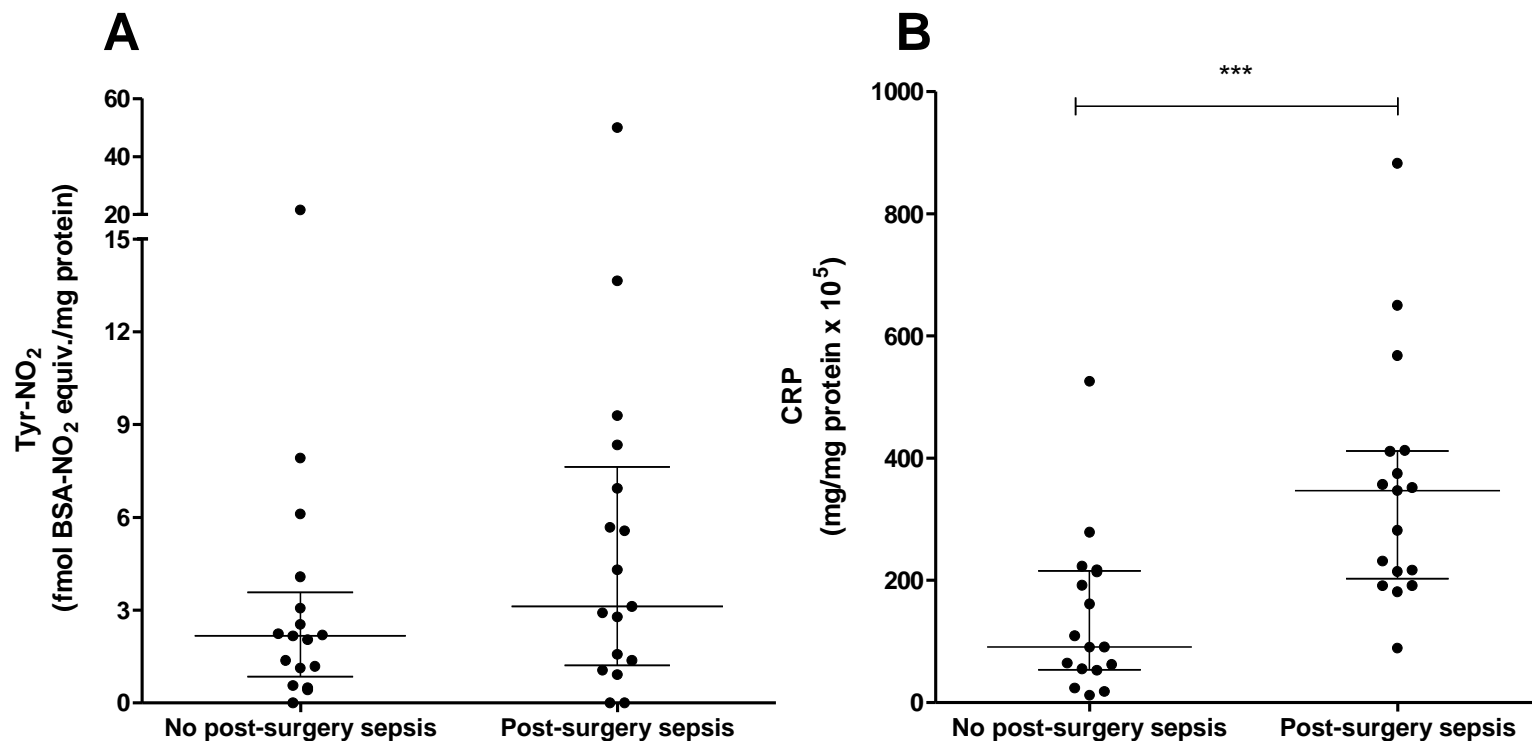 A
Tyr-NO2
(fmol BSA-NO2 equiv./mg protein)
60
40
20
15
12
9
6
3
0
No post-surgery sepsis
Post-surgery sepsis
B
***
CRP
(mg/mg protein x 10^5)
1000
800
600
400
200
0
No post-surgery sepsis
Post-surgery sepsis